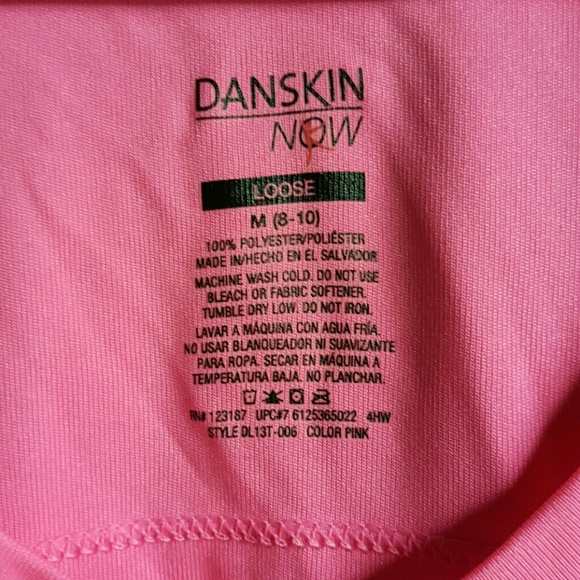 DANSKIN
NOW
LOOSE
M (8-10)
100% POLYESTER/POLIÉSTER
MADE IN/HECHO EN EL SALVADOR
MACHINE WASH COLD. DO NOT USE
BLEACH OR FABRIC SOFTENER.
TUMBLE DRY LOW. DO NOT IRON.
LAVAR A MÁQUINA CON AGUA FRÍA.
NO USAR BLANQUEADOR NI SUAVIZANTE
PARA ROPA. SECAR EN MÁQUINA A
TEMPERATURA BAJA. NO PLANCHAR.
RN# 123187 UPC#7 6125365022 4HW
STYLE DL13T-006 COLOR PINK